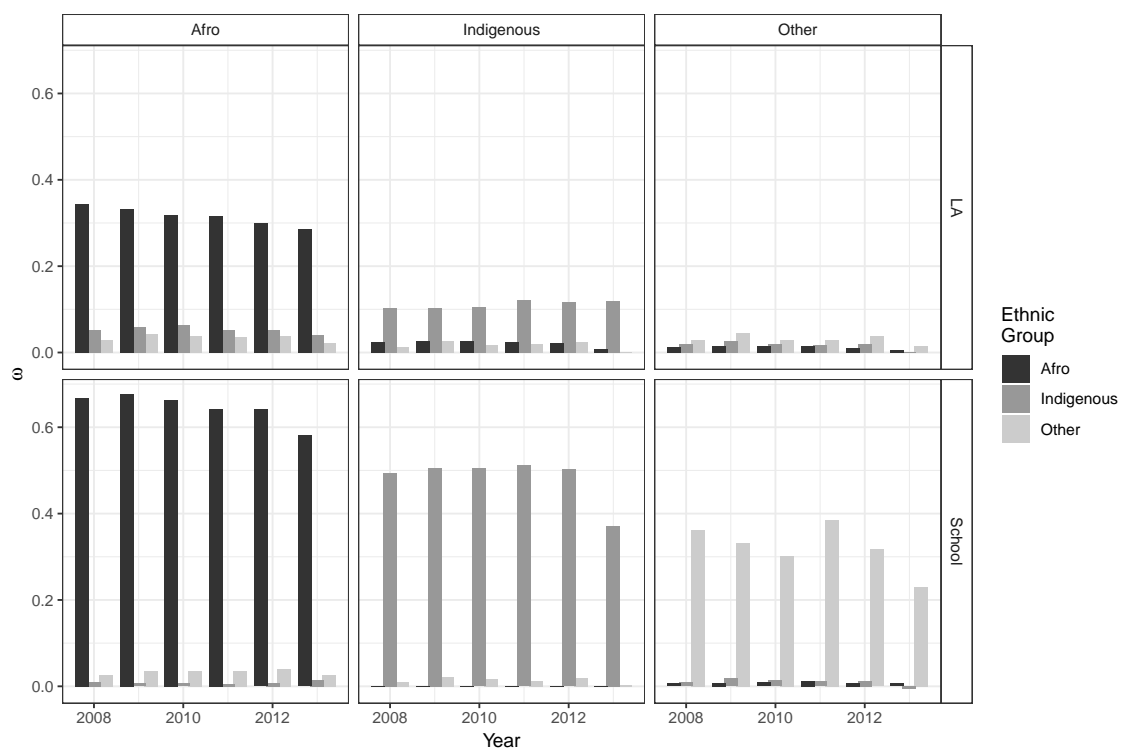 Afro
Indigenous
Other
0.6
0.4
0.2
0.0
LA
ω
0.6
0.4
0.2
0.0
School
2008
2010
2012
2008
2010
2012
2008
2010
2012
Year
Ethnic
Group
Afro
Indigenous
Other